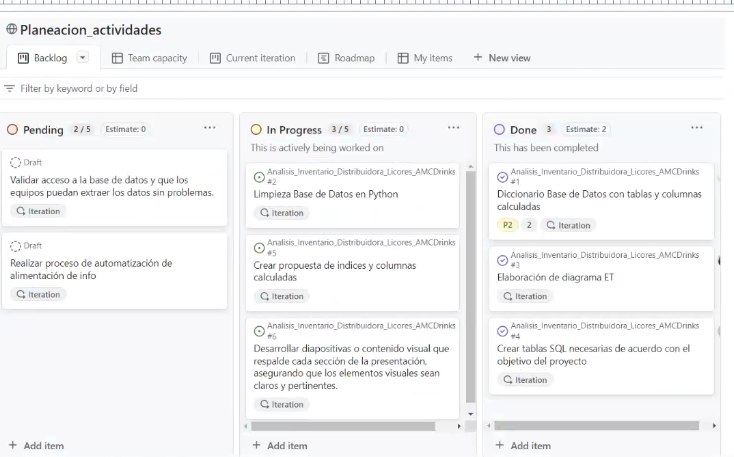 Planeacion_actividades
Backlog
Team capacity
Current iteration
Roadmap
My items
+ New view
Filter by keyword or by field
Pending 2 / 5 Estimate: 0 ...
Draft
Validar acceso a la base de datos y que los
equipos puedan extraer los datos sin problemas.
Iteration
Draft
Realizar proceso de automatización de
alimentación de info
Iteration
+ Add item
In Progress 3 / 5 Estimate: 0 ...
This is actively being worked on
Analisis_Inventario_Distribuidora_Licores_AMCDrinks
#2
Limpieza Base de Datos en Python
Iteration
Analisis_Inventario_Distribuidora_Licores_AMCDrinks
#5
Crear propuesta de indices y columnas
calculadas
Iteration
Analisis_Inventario_Distribuidora_Licores_AMCDrinks
#6
Desarrollar diapositivas o contenido visual que
respalde cada sección de la presentación,
asegurando que los elementos visuales sean
claros y pertinentes.
Iteration
+ Add item
Done 3 Estimate: 2 ...
This has been completed
Analisis_Inventario_Distribuidora_Licores_AMCDrinks
#1
Diccionario Base de Datos con tablas y columnas
calculadas
P2 2 Iteration
Analisis_Inventario_Distribuidora_Licores_AMCDrinks
#3
Elaboración de diagrama ET
Iteration
Analisis_Inventario_Distribuidora_Licores_AMCDrinks
#4
Crear tablas SQL necesarias de acuerdo con el
objetivo del proyecto
Iteration
+ Add item